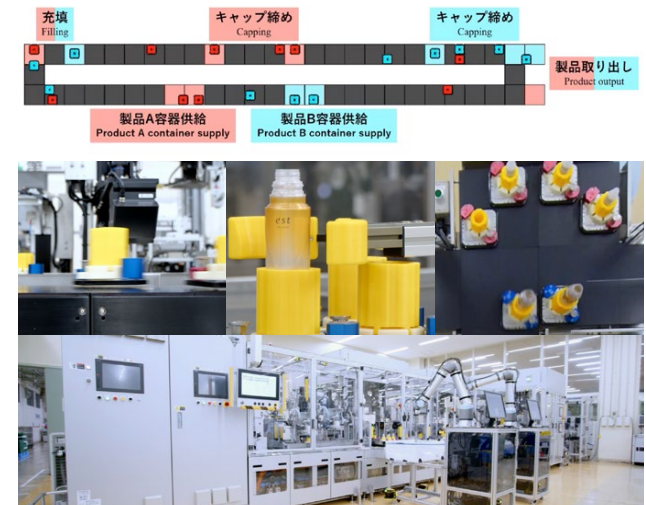 充填
Filling
キャップ締め
Capping
キャップ締め
Capping
製品取り出し
Product output
製品A容器供給
Product A container supply
製品B容器供給
Product B container supply
est